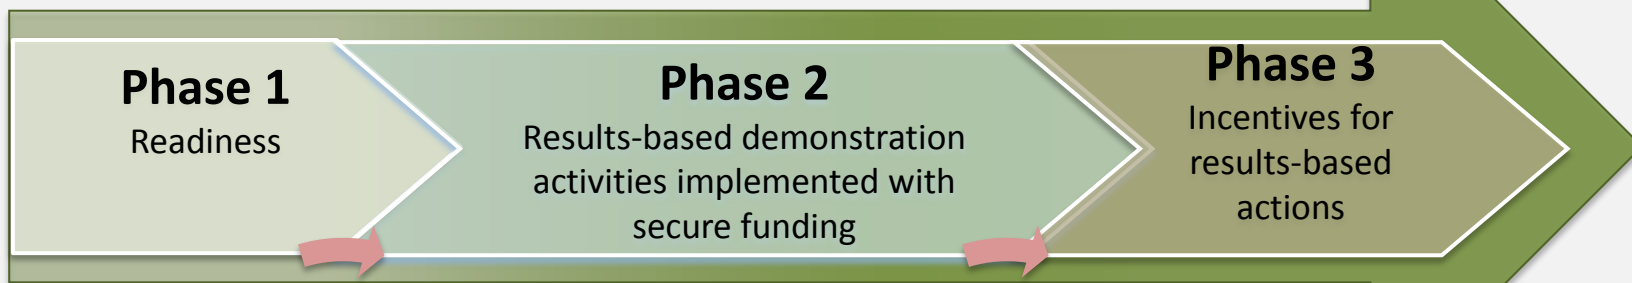 Phase 1
Readiness
Phase 2
Results-based demonstration
activities implemented with
secure funding
Phase 3
Incentives for
results-based
actions